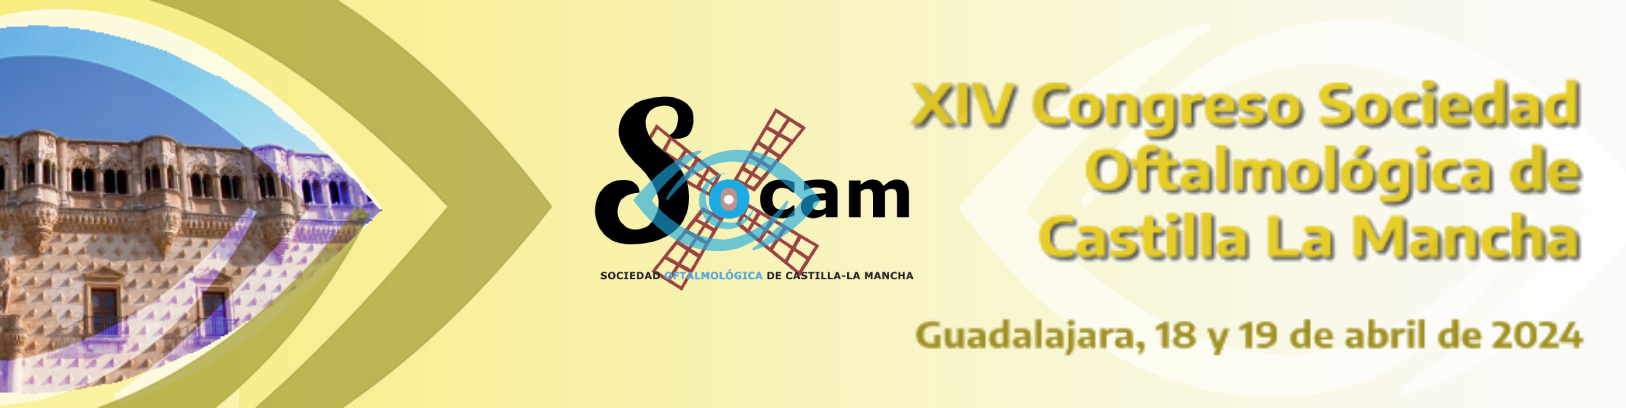 Socam
SOCIEDAD OFTALMOLÓGICA DE CASTILLA-LA MANCHA
XIV Congreso Sociedad
Oftalmológica de
Castilla La Mancha
Guadalajara, 18 y 19 de abril de 2024